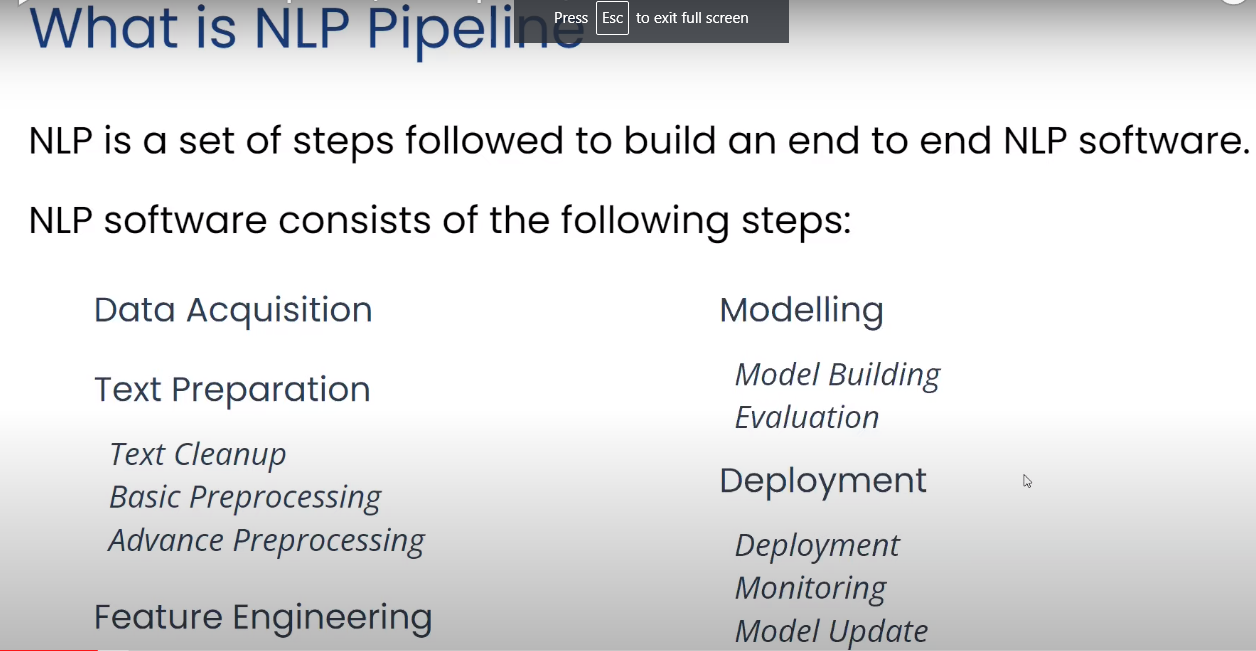 What is NLP Pipeline
Press Esc to exit full screen
NLP is a set of steps followed to build an end to end NLP software.
NLP software consists of the following steps:
Data Acquisition
Text Preparation
Text Cleanup
Basic Preprocessing
Advance Preprocessing
Feature Engineering
Modelling
Model Building
Evaluation
Deployment
Deployment
Monitoring
Model Update